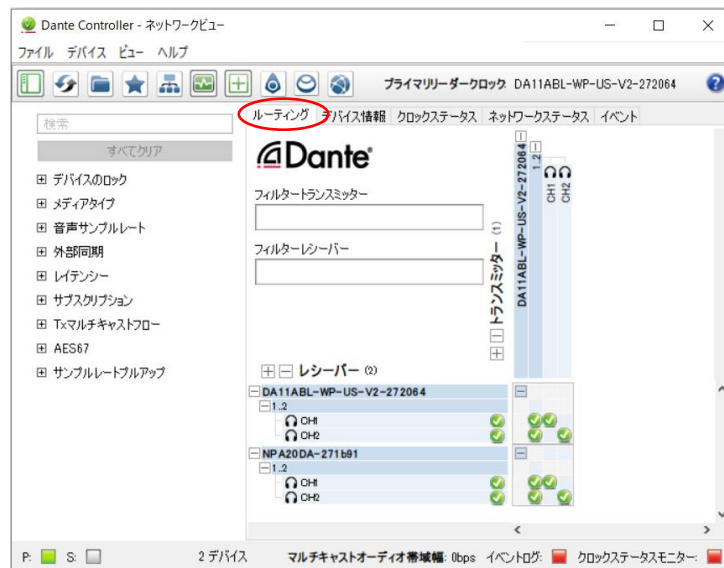 Dante Controller - ネットワークビュー
ファイル デバイス ビュー ヘルプ
プライマリリーダークロック: DA11ABL-WP-US-V2-272064
検索
すべてクリア
デバイスのロック
メディアタイプ
音声サンプルレート
外部同期
レイテンシー
サブスクリプション
Txマルチキャストフロー
AES67
サンプルレートプルアップ
ルーティング デバイス情報 クロックステータス ネットワークステータス イベント
Dante®
フィルタートランスミッター
フィルターレシーバー
トランスミッター (1)
DA11ABL-WP-US-V2-272064
1..2
CH1
CH2
レシーバー (2)
DA11ABL-WP-US-V2-272064
1..2
CH1
CH2
NPA20DA-271b91
1..2
CH1
CH2
P: S: 2 デバイス マルチキャストオーディオ帯域幅: 0bps イベントログ: クロックステータスモニター: